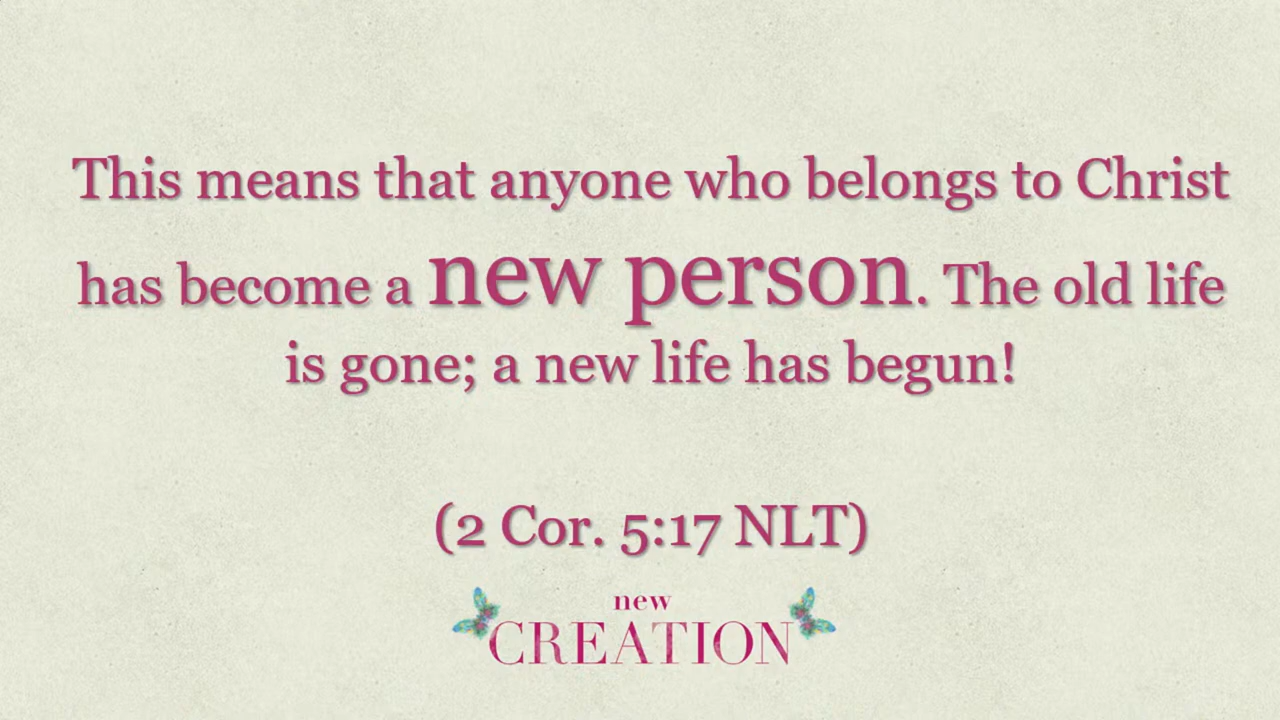 This means that anyone who belongs to Christ
has become a new person. The old life
is gone; a new life has begun!
(2 Cor. 5:17 NLT)
new
CREATION